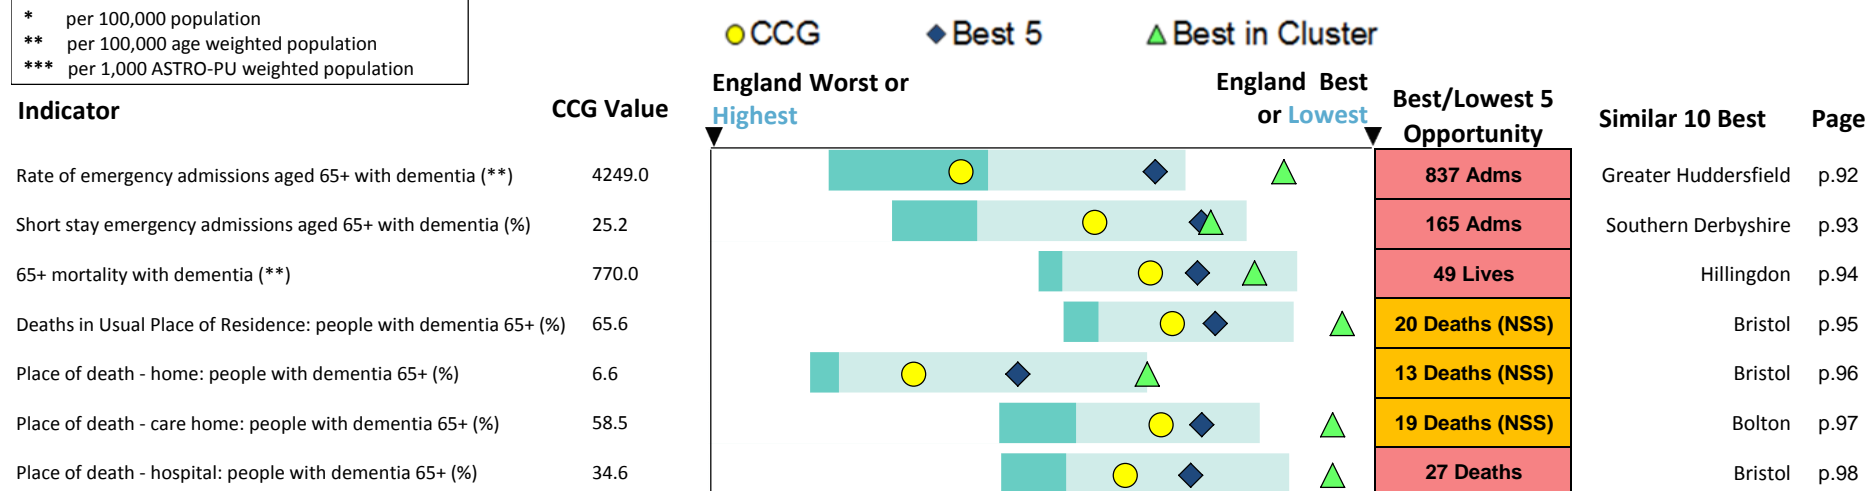 * per 100,000 population
** per 100,000 age weighted population
*** per 1,000 ASTRO-PU weighted population
CCG Best 5 Best in Cluster
Indicator CCG Value England Worst or Highest England Best or Lowest Best/Lowest 5 Opportunity Similar 10 Best Page
Rate of emergency admissions aged 65+ with dementia (**) 4249.0 837 Adms Greater Huddersfield p.92
Short stay emergency admissions aged 65+ with dementia (%) 25.2 165 Adms Southern Derbyshire p.93
65+ mortality with dementia (**) 770.0 49 Lives Hillingdon p.94
Deaths in Usual Place of Residence: people with dementia 65+ (%) 65.6 20 Deaths (NSS) Bristol p.95
Place of death - home: people with dementia 65+ (%) 6.6 13 Deaths (NSS) Bristol p.96
Place of death - care home: people with dementia 65+ (%) 58.5 19 Deaths (NSS) Bolton p.97
Place of death - hospital: people with dementia 65+ (%) 34.6 27 Deaths Bristol p.98